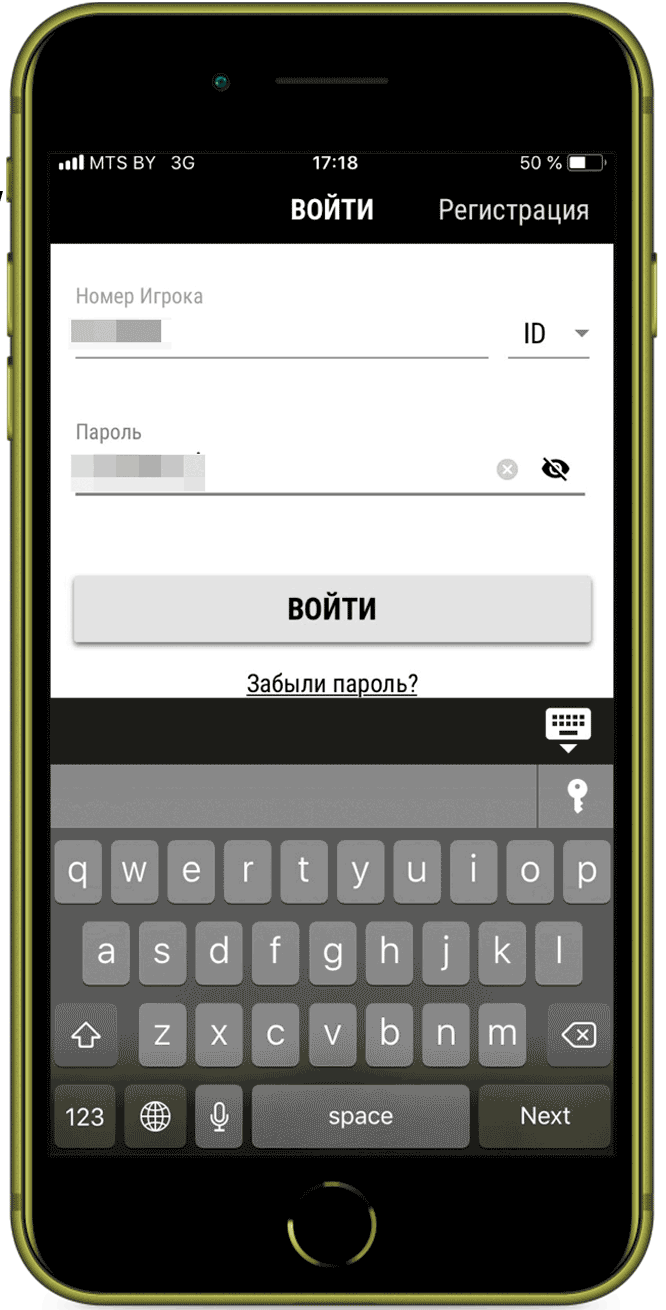 MTS BY 3G 17:18 50 %
ВОЙТИ Регистрация
Номер Игрока
ID
Пароль
ВОЙТИ
Забыли пароль?
q w e r t y u i o p
a s d f g h j k l
z x c v b n m
123 space Next